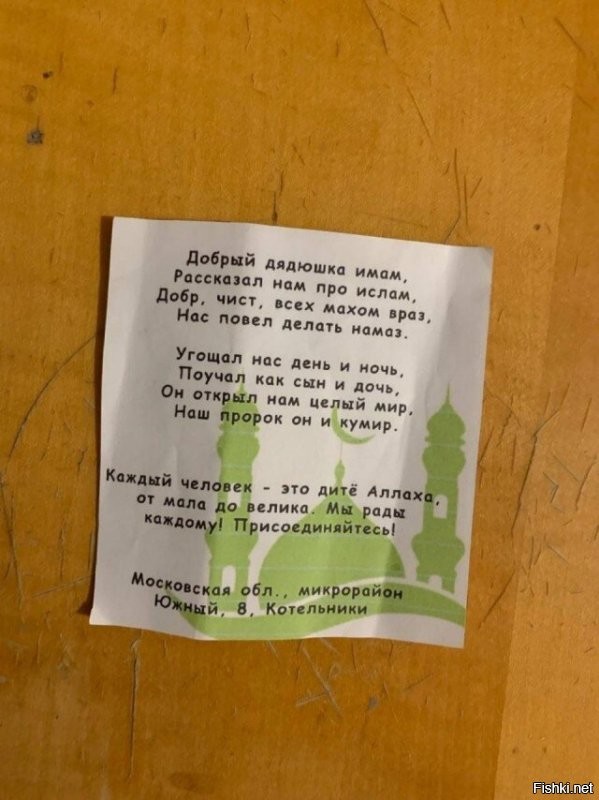 Добрый дядюшка имам,
Рассказал нам про ислам,
Добр, чист, всех махом враз,
Нас повел делать намаз.
Угощал нас день и ночь,
Поучал как сын и дочь,
Он открыл нам целый мир,
Наш пророк он и кумир.
Каждый человек - это дитё Аллаха,
от мала до велика. Мы рады
каждому! Присоединяйтесь!
Московская обл., микрорайон
Южный, 8, Котельники
Fishki.net